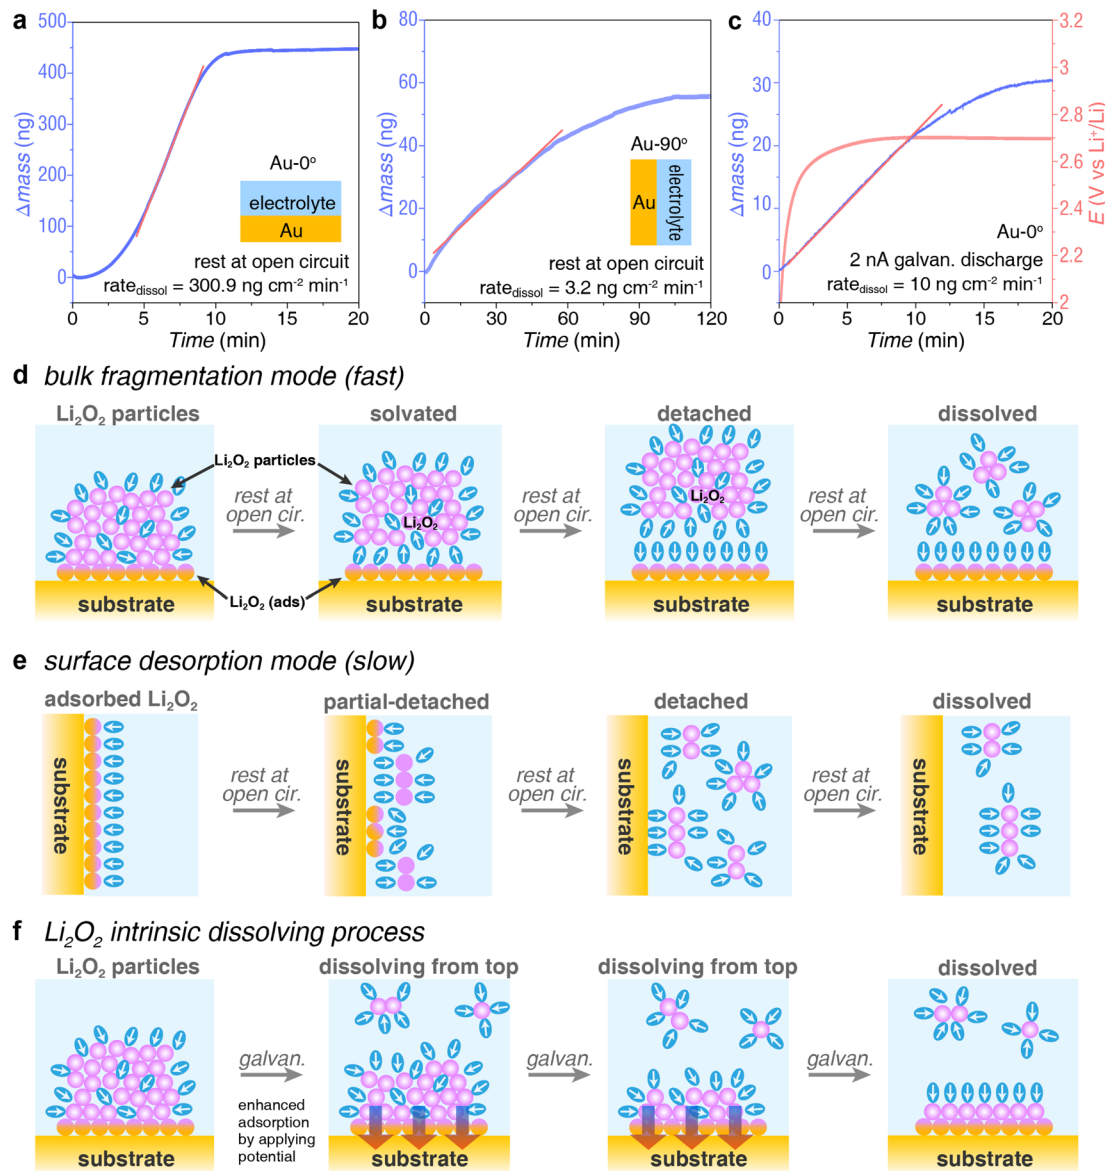 a
500
400
300
200
100
0
Δmass (ng)
Au-0°
electrolyte
Au
rest at open circuit
rate dissol = 300.9 ng cm⁻² min⁻¹
0 5 10 15 20
Time (min)
b
80
60
40
20
0
Δmass (ng)
Au-90°
Au
electrolyte
rest at open circuit
rate dissol = 3.2 ng cm⁻² min⁻¹
0 30 60 90 120
Time (min)
c
40
30
20
10
0
Δmass (ng)
3.2
3
2.8
2.6
2.4
2.2
2
E (V vs Li⁺/Li)
Au-0°
2 nA galvan. discharge
rate dissol = 10 ng cm⁻² min⁻¹
0 5 10 15 20
Time (min)
d bulk fragmentation mode (fast)
Li₂O₂ particles
solvated
detached
dissolved
Li₂O₂ particles
rest at
open cir.
rest at
open cir.
rest at
open cir.
Li₂O₂
Li₂O₂
Li₂O₂ (ads)
substrate
substrate
substrate
substrate
e surface desorption mode (slow)
adsorbed Li₂O₂
partial-detached
detached
dissolved
substrate
rest at
open cir.
substrate
rest at
open cir.
substrate
rest at
open cir.
substrate
f Li₂O₂ intrinsic dissolving process
Li₂O₂ particles
dissolving from top
dissolving from top
dissolved
galvan.
galvan.
galvan.
enhanced
adsorption
by applying
potential
substrate
substrate
substrate
substrate